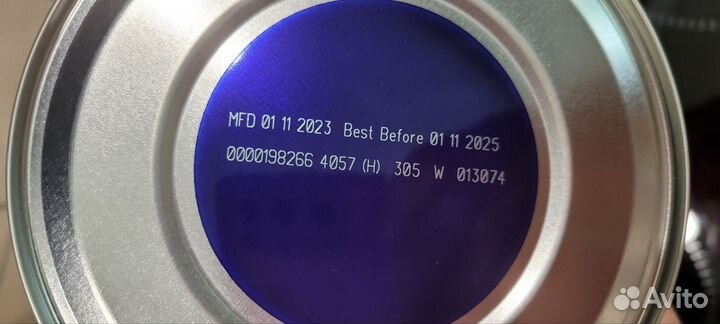 MFD 01 11 2023 Best Before 01 11 2025
0000198266 4057 (H) 305 W 013074
Avito